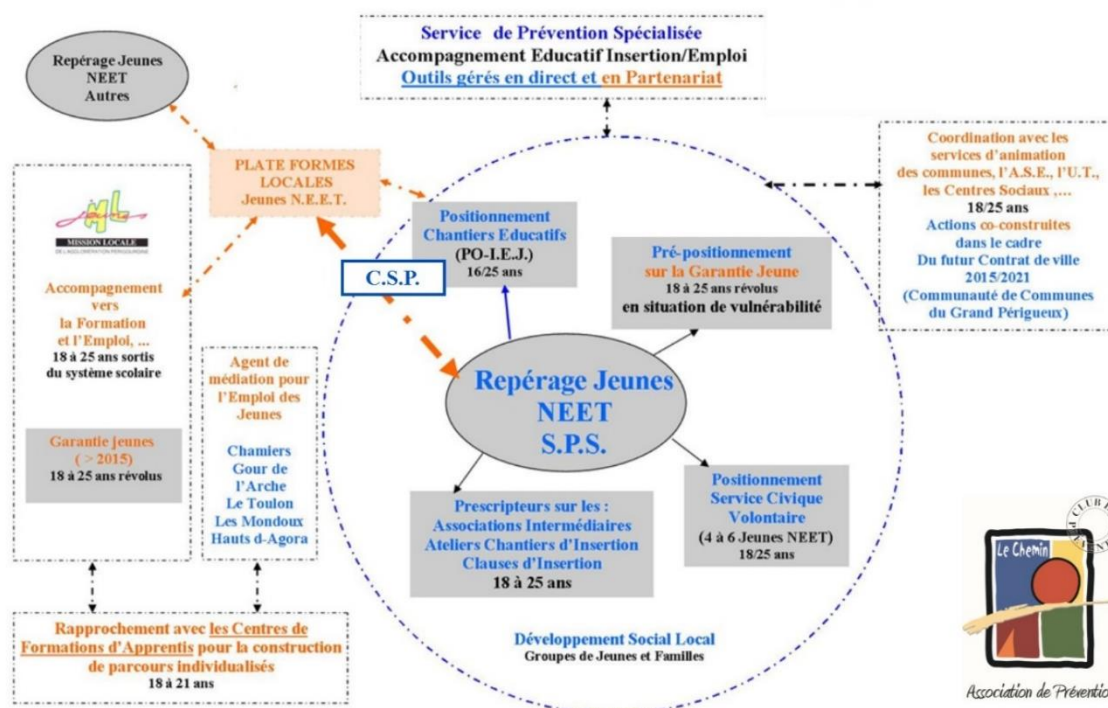 Service de Prévention Spécialisée
Accompagnement Educatif Insertion/Emploi
Outils gérés en direct et en Partenariat
Repérage Jeunes
NEET
Autres
PLATE FORMES
LOCALES
Jeunes N.E.E.T.
Coordination avec les
services d'animation
des communes, l'A.S.E., l'U.T.,
les Centres Sociaux ,...
18/25 ans
Actions co-construites
dans le cadre
Du futur Contrat de ville
2015/2021
(Communauté de Communes
du Grand Périgueux)
MISSION LOCALE
DE L'AGGLOMÉRATION PÉRIGOURDINE
Accompagnement
vers
la Formation
et l'Emploi, ...
18 à 25 ans sortis
du système scolaire
Garantie jeunes
( > 2015)
18 à 25 ans révolus
Agent de
médiation pour
l'Emploi des
Jeunes
Chamiers
Gour de
l'Arche
Le Toulon
Les Mondoux
Hauts d-Agora
C.S.P.
Positionnement
Chantiers Educatifs
(PO-I.E.J.)
16/25 ans
Pré-positionnement
sur la Garantie Jeune
18 à 25 ans révolus
en situation de vulnérabilité
Repérage Jeunes
NEET
S.P.S.
Prescripteurs sur les :
Associations Intermédiaires
Ateliers Chantiers d'Insertion
Clauses d'Insertion
18 à 25 ans
Positionnement
Service Civique
Volontaire
(4 à 6 Jeunes NEET)
18/25 ans
Développement Social Local
Groupes de Jeunes et Familles
Rapprochement avec les Centres de
Formations d'Apprentis pour la construction
de parcours individualisés
18 à 21 ans
Le Chemin
Association de Préventio